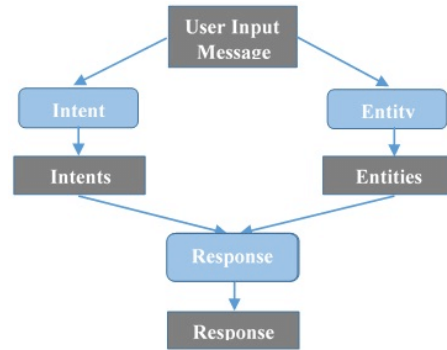 User Input
Message
Intent
Entity
Intents
Entities
Response
Response